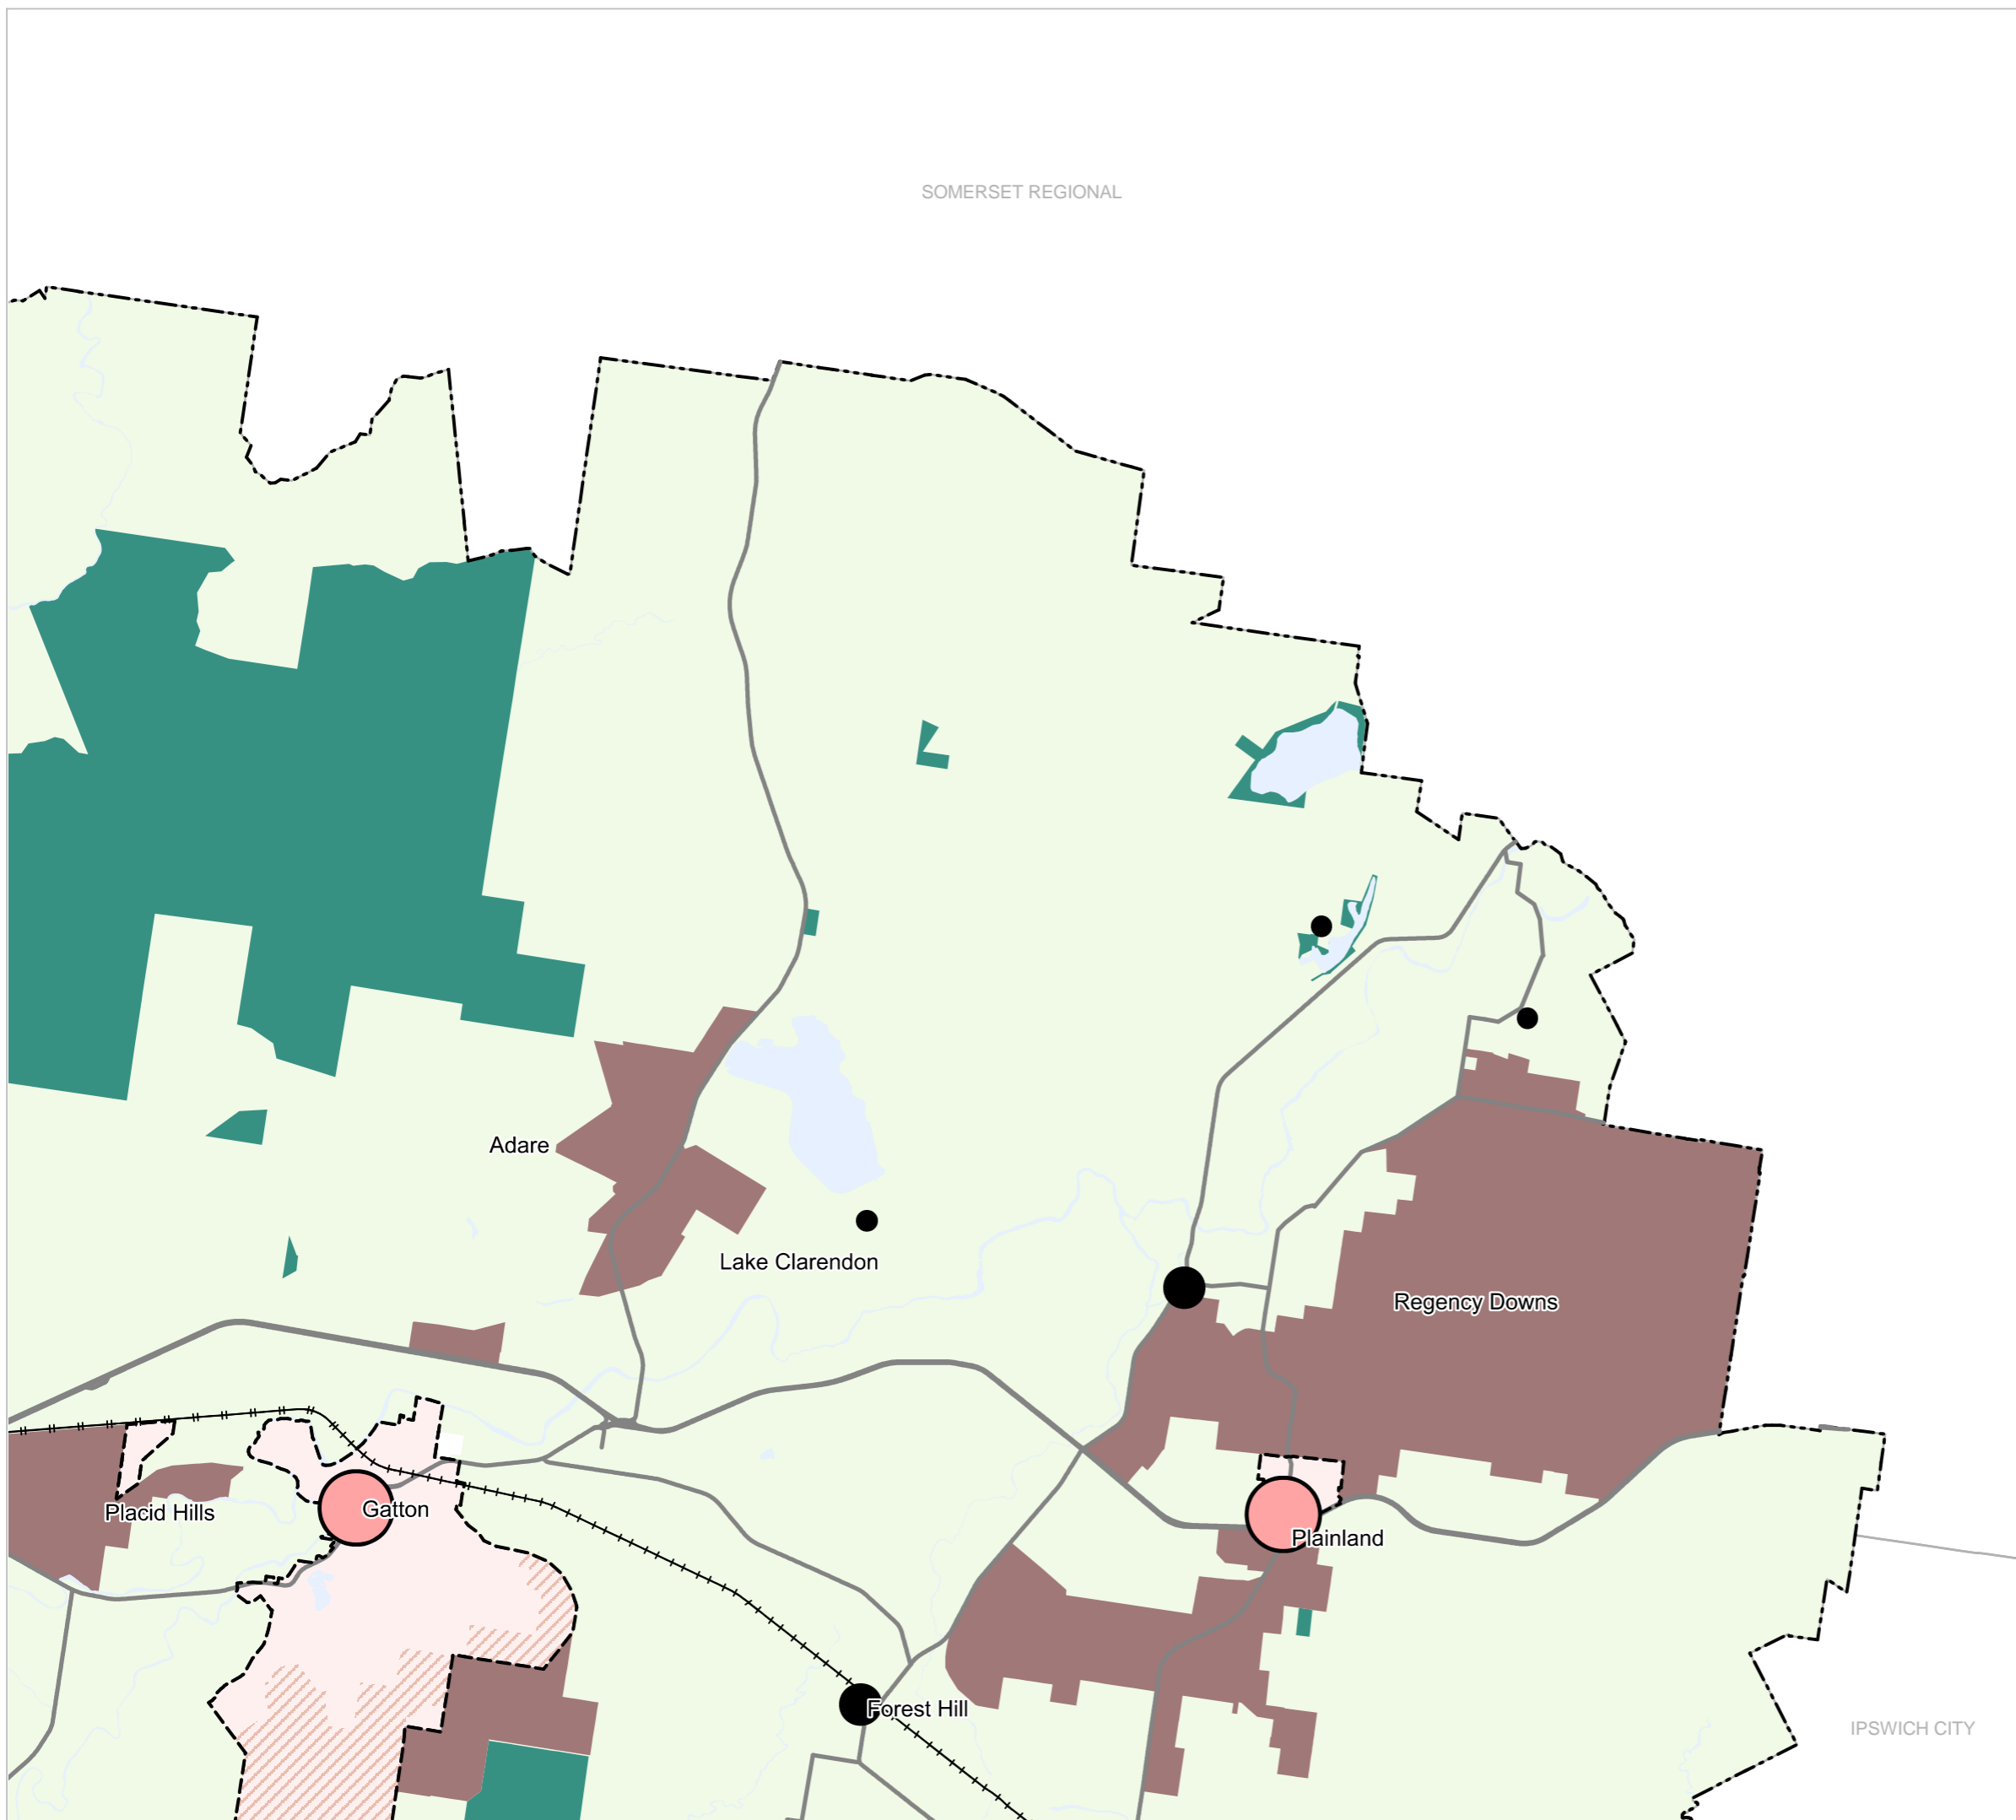 SOMERSET REGIONAL
Adare
Lake Clarendon
Regency Downs
Placid Hills
Gatton
Plainland
Forest Hill
IPSWICH CITY